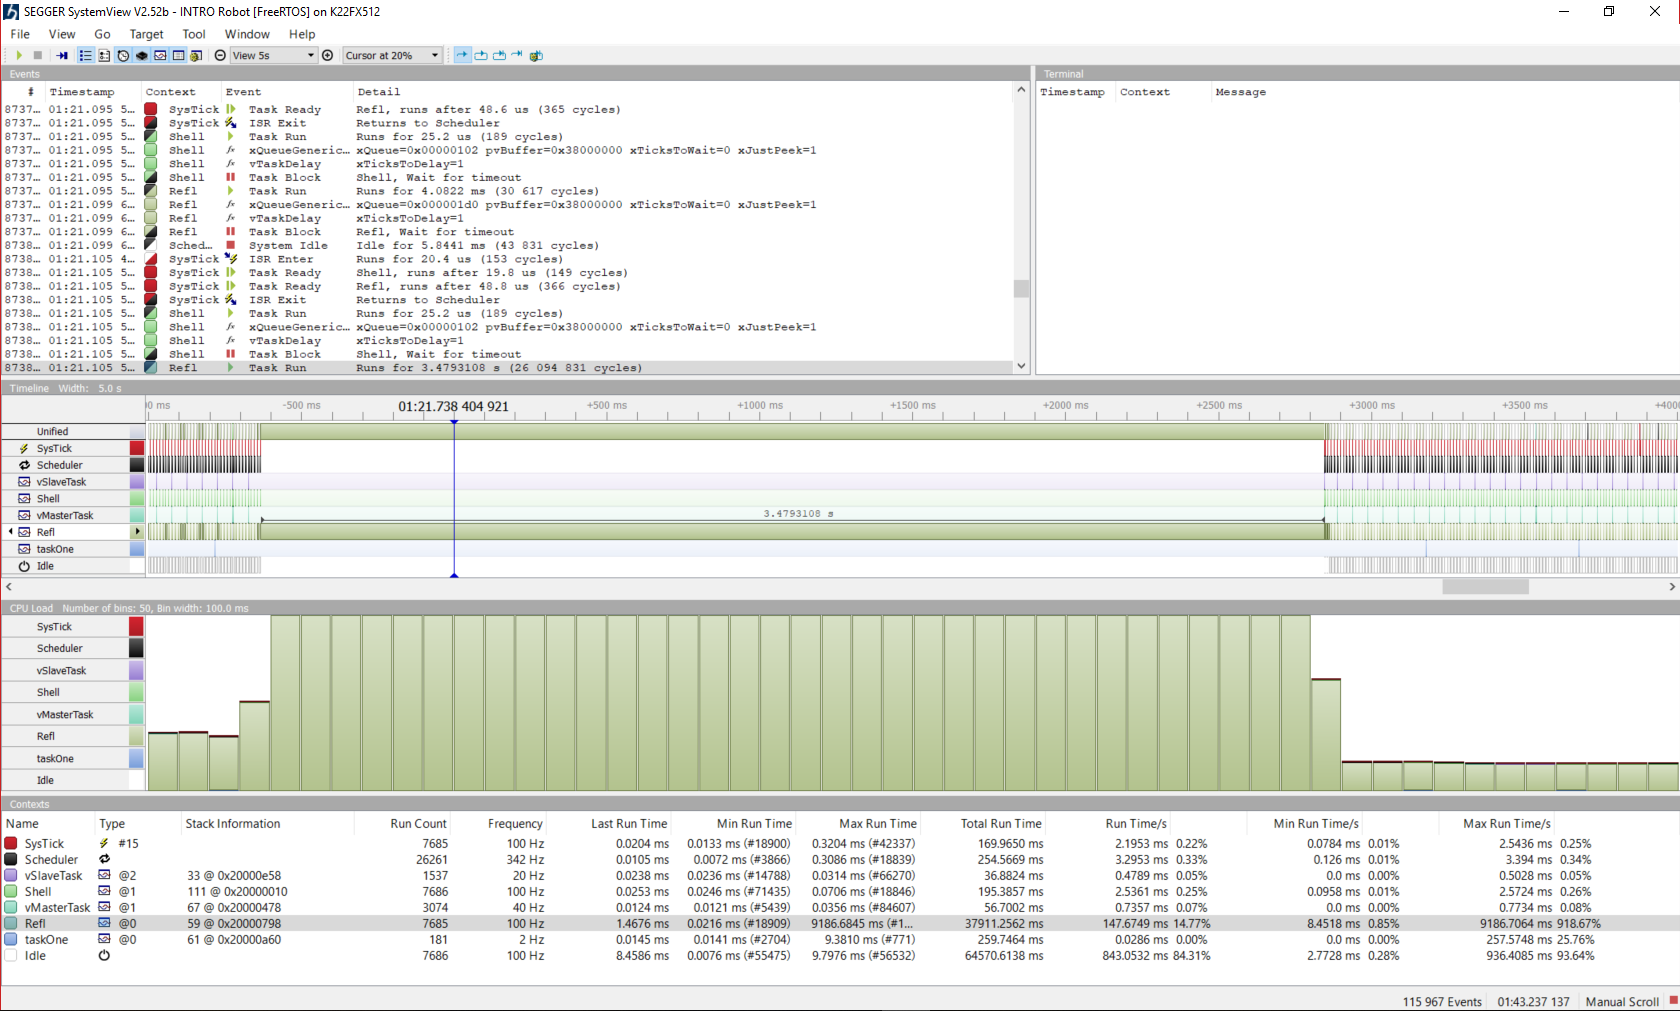 SEGGER SystemView V2.52b - INTRO Robot [FreeRTOS] on K22FX512
File View Go Target Tool Window Help
View 5s Cursor at 20%
Events
# Timestamp Context Event Detail
8737... 01:21.095 5... SysTick Task Ready Refl, runs after 48.6 us (365 cycles)
8737... 01:21.095 5... SysTick ISR Exit Returns to Scheduler
8737... 01:21.095 5... Shell Task Run Runs for 25.2 us (189 cycles)
8737... 01:21.095 5... Shell fx xQueueGeneric... xQueue=0x00000102 pvBuffer=0x38000000 xTicksToWait=0 xJustPeek=1
8737... 01:21.095 5... Shell fx vTaskDelay xTicksToDelay=1
8737... 01:21.095 5... Shell Task Block Shell, Wait for timeout
8737... 01:21.095 5... Refl Task Run Runs for 4.0822 ms (30 617 cycles)
8737... 01:21.099 6... Refl fx xQueueGeneric... xQueue=0x000001d0 pvBuffer=0x38000000 xTicksToWait=0 xJustPeek=1
8737... 01:21.099 6... Refl fx vTaskDelay xTicksToDelay=1
8737... 01:21.099 6... Refl Task Block Refl, Wait for timeout
8738... 01:21.099 6... Sched... System Idle Idle for 5.8441 ms (43 831 cycles)
8738... 01:21.105 4... SysTick ISR Enter Runs for 20.4 us (153 cycles)
8738... 01:21.105 5... SysTick Task Ready Shell, runs after 19.8 us (149 cycles)
8738... 01:21.105 5... SysTick Task Ready Refl, runs after 48.8 us (366 cycles)
8738... 01:21.105 5... SysTick ISR Exit Returns to Scheduler
8738... 01:21.105 5... Shell Task Run Runs for 25.2 us (189 cycles)
8738... 01:21.105 5... Shell fx xQueueGeneric... xQueue=0x00000102 pvBuffer=0x38000000 xTicksToWait=0 xJustPeek=1
8738... 01:21.105 5... Shell fx vTaskDelay xTicksToDelay=1
8738... 01:21.105 5... Shell Task Block Shell, Wait for timeout
8738... 01:21.105 5... Refl Task Run Runs for 3.4793108 s (26 094 831 cycles)
Terminal
Timestamp Context Message
Timeline Width: 5.0 s
0 ms -500 ms 01:21.738 404 921 +500 ms +1000 ms +1500 ms +2000 ms +2500 ms +3000 ms +3500 ms +4000
Unified
SysTick
Scheduler
vSlaveTask
Shell
vMasterTask 3.4793108 s
Refl
taskOne
Idle
CPU Load Number of bins: 50, Bin width: 100.0 ms
SysTick
Scheduler
vSlaveTask
Shell
vMasterTask
Refl
taskOne
Idle
Contexts
Name Type Stack Information Run Count Frequency Last Run Time Min Run Time Max Run Time Total Run Time Run Time/s Min Run Time/s Max Run Time/s
SysTick #15 7685 100 Hz 0.0204 ms 0.0133 ms (#18900) 0.3204 ms (#42337) 169.9650 ms 2.1953 ms 0.22% 0.0784 ms 0.01% 2.5436 ms 0.25%
Scheduler 26261 342 Hz 0.0105 ms 0.0072 ms (#3866) 0.3086 ms (#18839) 254.5669 ms 3.2953 ms 0.33% 0.126 ms 0.01% 3.394 ms 0.34%
vSlaveTask @2 33 @ 0x20000e58 1537 20 Hz 0.0238 ms 0.0236 ms (#14788) 0.0314 ms (#66270) 36.8824 ms 0.4789 ms 0.05% 0.0 ms 0.00% 0.5028 ms 0.05%
Shell @1 111 @ 0x20000010 7686 100 Hz 0.0253 ms 0.0246 ms (#71435) 0.0706 ms (#18846) 195.3857 ms 2.5361 ms 0.25% 0.0958 ms 0.01% 2.5724 ms 0.26%
vMasterTask @1 67 @ 0x20000478 3074 40 Hz 0.0124 ms 0.0121 ms (#5439) 0.0356 ms (#84607) 56.7002 ms 0.7357 ms 0.07% 0.0 ms 0.00% 0.7734 ms 0.08%
Refl @0 59 @ 0x20000798 7685 100 Hz 1.4676 ms 0.0216 ms (#18909) 9186.6845 ms (#1... 37911.2562 ms 147.6749 ms 14.77% 8.4518 ms 0.85% 9186.7064 ms 918.67%
taskOne @0 61 @ 0x20000a60 181 2 Hz 0.0145 ms 0.0141 ms (#2704) 9.3810 ms (#771) 259.7464 ms 0.0286 ms 0.00% 0.0 ms 0.00% 257.5748 ms 25.76%
Idle 7686 100 Hz 8.4586 ms 0.0076 ms (#55475) 9.7976 ms (#56532) 64570.6138 ms 843.0532 ms 84.31% 2.7728 ms 0.28% 936.4085 ms 93.64%
115 967 Events 01:43.237 137 Manual Scroll